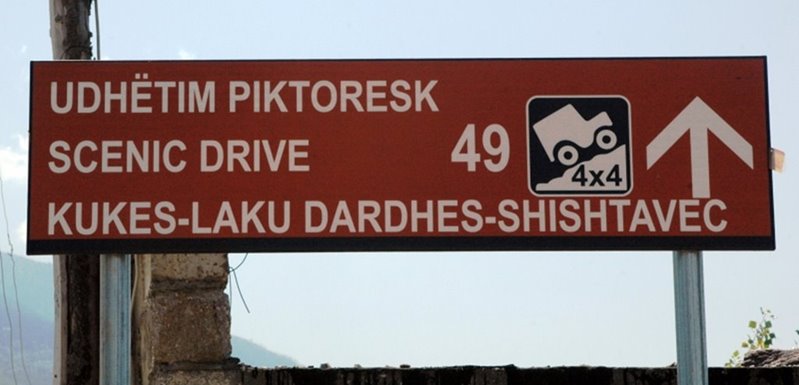 UDHËTIM PIKTORESK
SCENIC DRIVE 49 4x4
KUKES-LAKU DARDHES-SHISHTAVEC